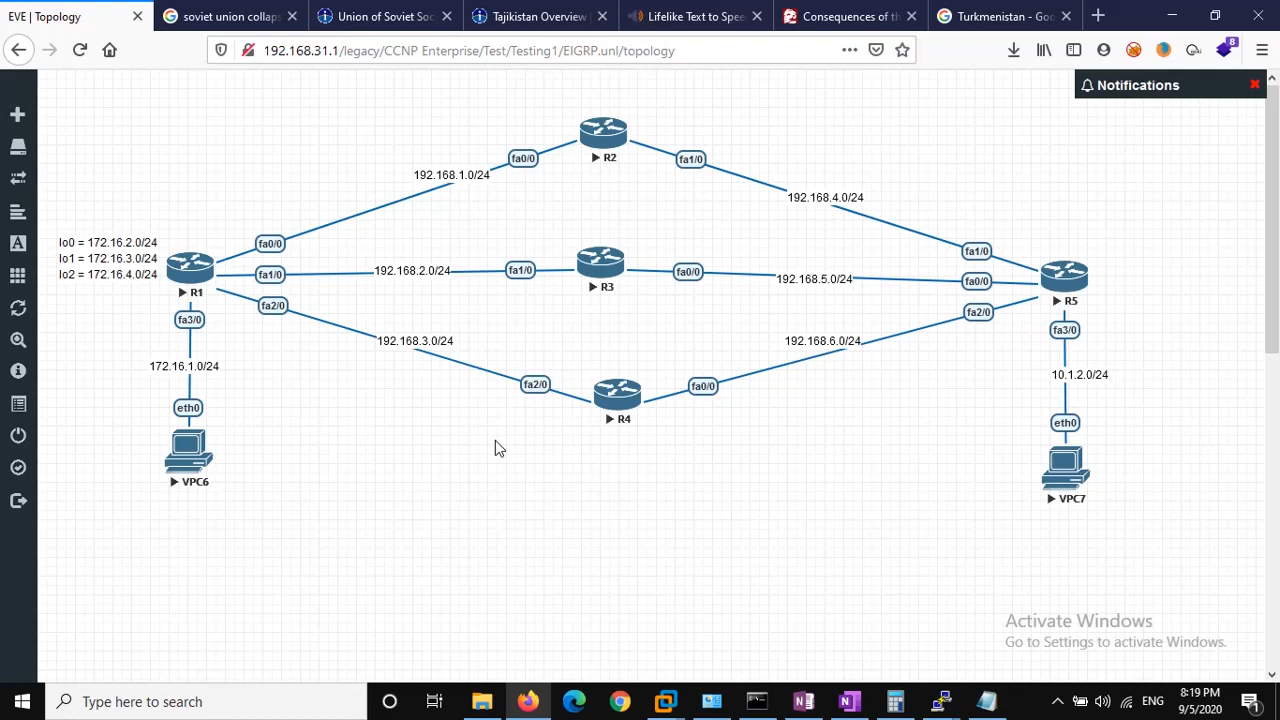 EVE | Topology
soviet union collaps
Union of Soviet Soc
Tajikistan Overview
Lifelike Text to Spee
Consequences of th
Turkmenistan - Goo
192.168.31.1/legacy/CCNP Enterprise/Test/Testing1/EIGRP.unl/topology
8
Notifications
R2
fa0/0
fa1/0
192.168.1.0/24
192.168.4.0/24
lo0 = 172.16.2.0/24
lo1 = 172.16.3.0/24
lo2 = 172.16.4.0/24
fa0/0
fa1/0
fa2/0
R1
fa3/0
192.168.2.0/24
fa1/0
R3
fa0/0
192.168.5.0/24
fa1/0
fa0/0
fa2/0
R5
fa3/0
192.168.3.0/24
192.168.6.0/24
172.16.1.0/24
10.1.2.0/24
fa2/0
fa0/0
R4
eth0
eth0
VPC6
VPC7
Activate Windows
Go to Settings to activate Windows.
Type here to search
ENG
8:19 PM
9/5/2020
1